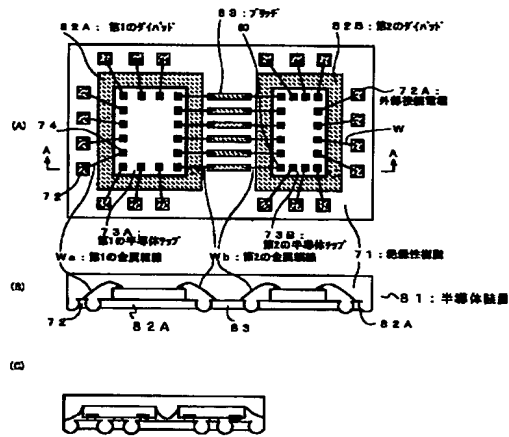 83:ブリッヂ
82A:第1のダイパッド
80
82B:第2のダイパッド
72A:
外部接続電極
(A)
74
W
A
A
72
73A:
第1の半導体チップ
73B:
第2の半導体チップ
Wa:第1の金属細線
Wb:第2の金属細線
71:絶縁性樹脂
(B)
81:半導体装置
72
82A
83
82A
(C)